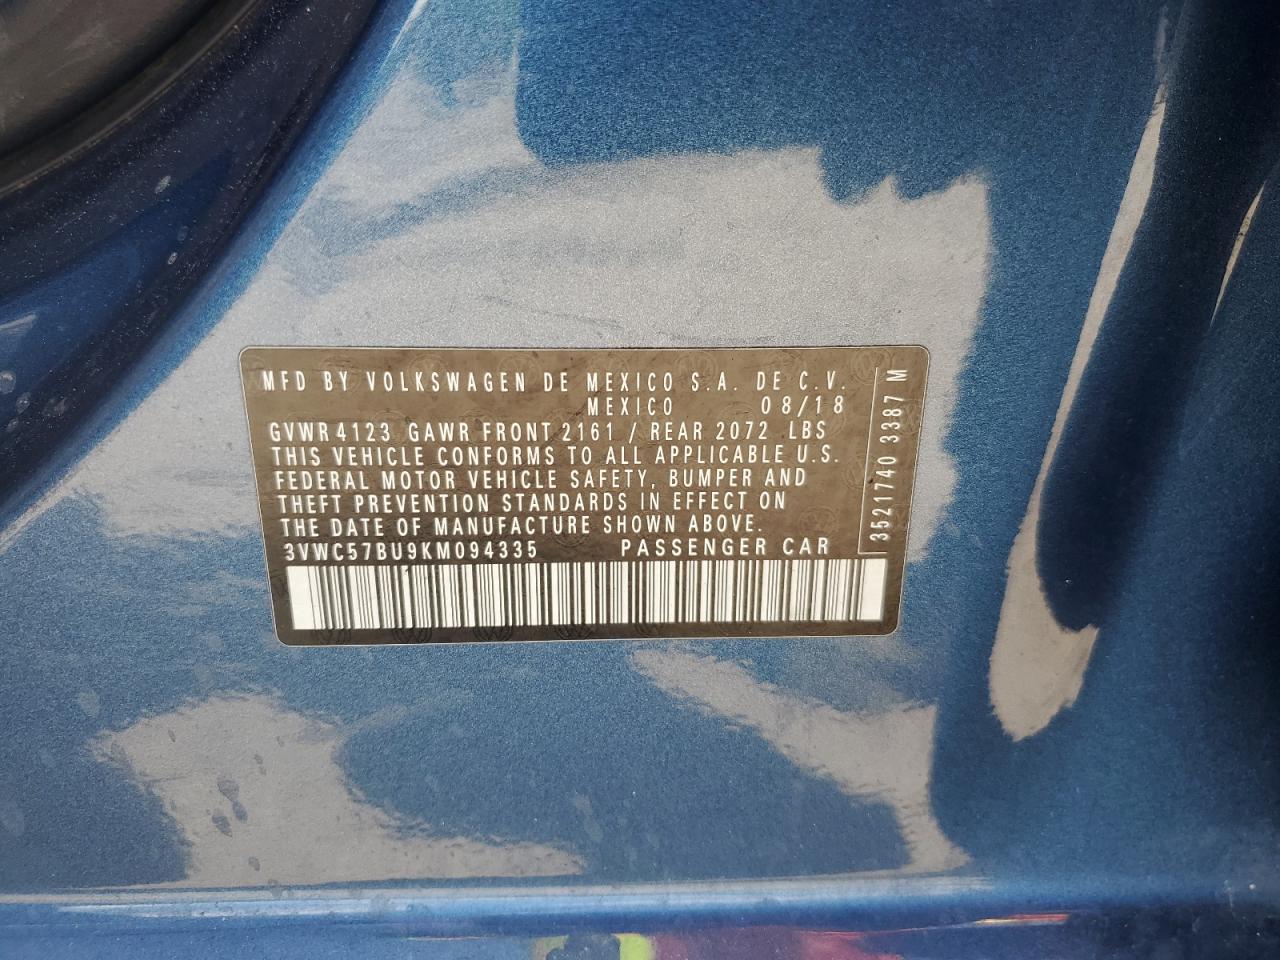 MFD BY VOLKSWAGEN DE MEXICO S.A. DE C.V.
MEXICO 08/18
GVWR 4123 GAWR FRONT 2161 / REAR 2072 LBS
THIS VEHICLE CONFORMS TO ALL APPLICABLE U.S.
FEDERAL MOTOR VEHICLE SAFETY, BUMPER AND
THEFT PREVENTION STANDARDS IN EFFECT ON
THE DATE OF MANUFACTURE SHOWN ABOVE.
3VWC57BU9KM094335 PASSENGER CAR
3521740 3387 M